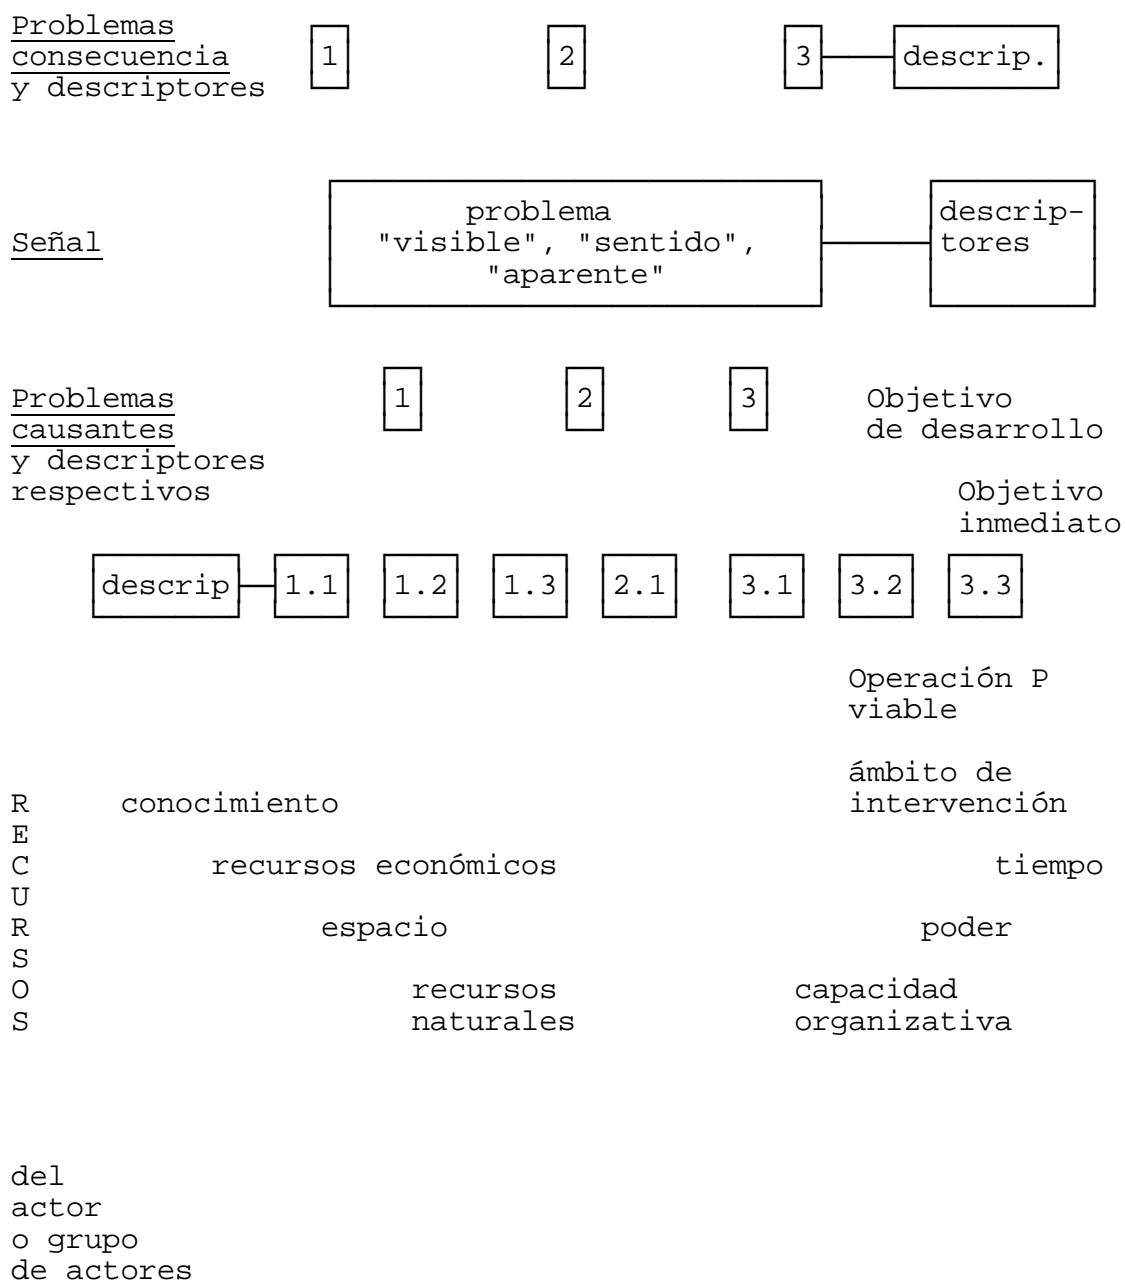 Problemas
consecuencia 1 2 3 descrip.
y descriptores
problema descrip-
Señal "visible", "sentido", tores
"aparente"
Problemas 1 2 3 Objetivo
causantes de desarrollo
y descriptores
respectivos Objetivo
inmediato
descrip 1.1 1.2 1.3 2.1 3.1 3.2 3.3
Operación P
viable
ámbito de
R conocimiento intervención
E
C recursos económicos tiempo
U
R espacio poder
S
O recursos capacidad
S naturales organizativa
del
actor
o grupo
de actores